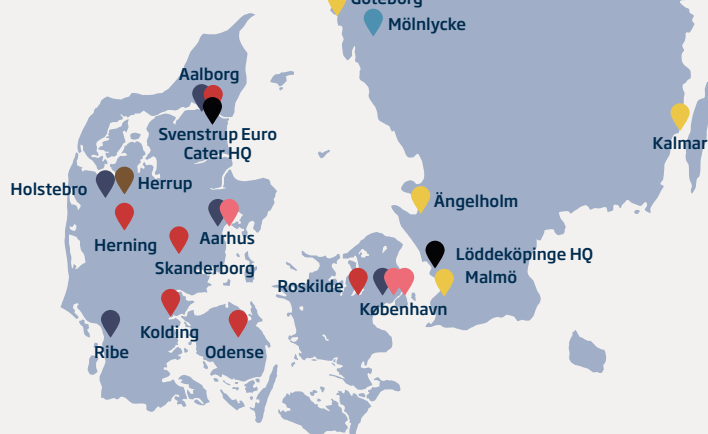 Göteborg
Mölnlycke
Aalborg
Svenstrup Euro
Cater HQ
Kalmar
Holstebro
Herrup
Ängelholm
Herning
Aarhus
Skanderborg
Löddeköpinge HQ
Malmö
Roskilde
København
Kolding
Ribe
Odense